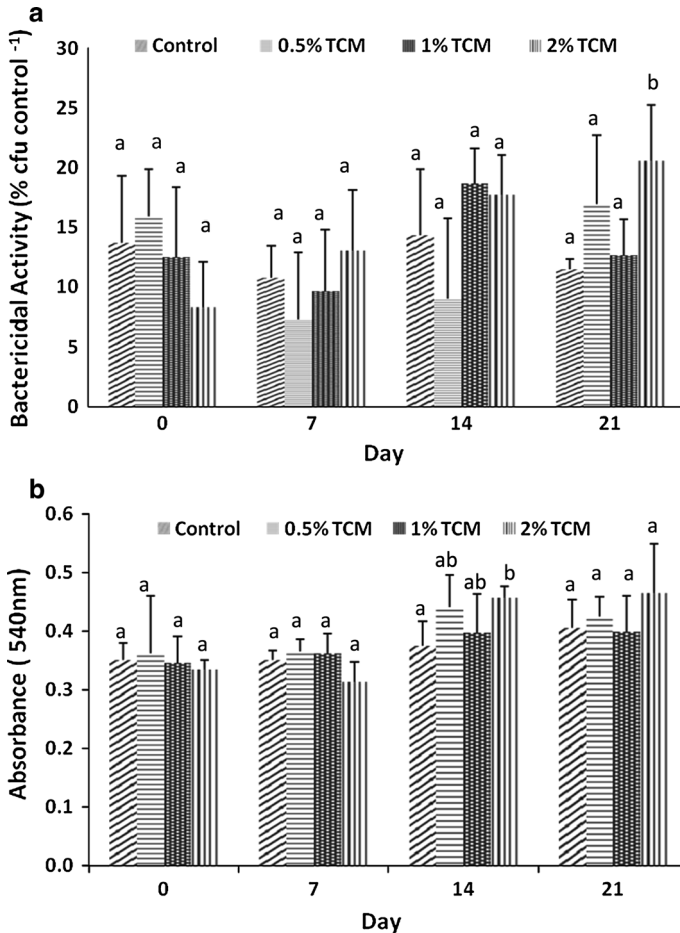 a
Bactericidal Activity (% cfu control -1)
30
25
20
15
10
5
0
Control 0.5% TCM 1% TCM 2% TCM
a a a a
a a a a
a a a a
a a a b
0 7 14 21
Day
b
Absorbance ( 540nm)
0.6
0.5
0.4
0.3
0.2
0.1
0.0
Control 0.5% TCM 1% TCM 2% TCM
a a a a
a a a a
a ab ab b
a a a a
0 7 14 21
Day